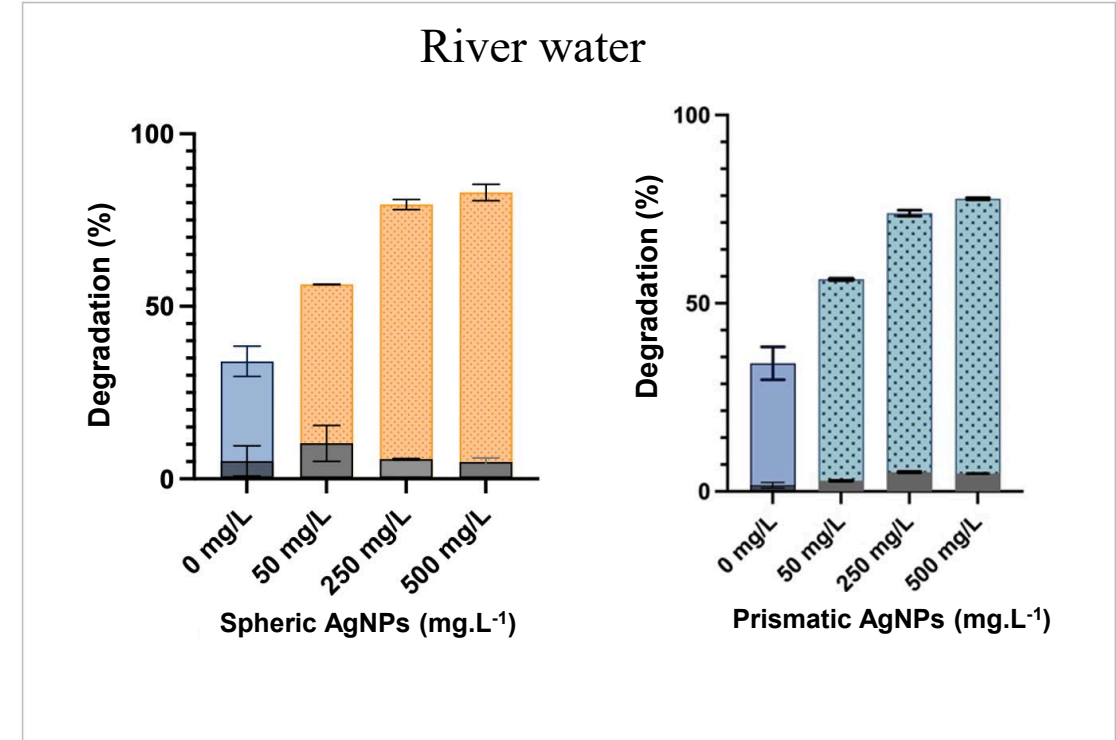 River water
100
50
0
Degradation (%)
0 mg/L
50 mg/L
250 mg/L
500 mg/L
Spheric AgNPs (mg.L-1)
100
50
0
Degradation (%)
0 mg/L
50 mg/L
250 mg/L
500 mg/L
Prismatic AgNPs (mg.L-1)